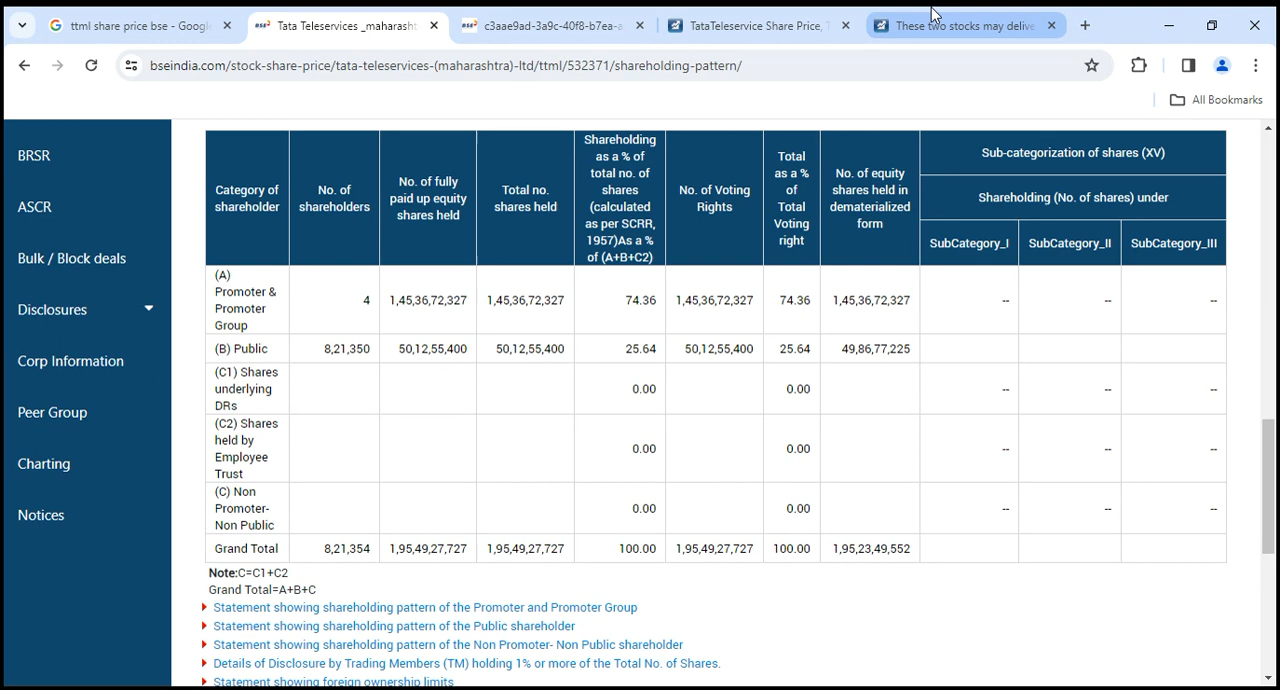 ttml share price bse - Google
Tata Teleservices _maharasht
c3aae9ad-3a9c-40f8-b7ea-a
TataTeleservice Share Price, T
These two stocks may delive
bseindia.com/stock-share-price/tata-teleservices-(maharashtra)-ltd/ttml/532371/shareholding-pattern/
All Bookmarks
BRSR
ASCR
Bulk / Block deals
Disclosures
Corp Information
Peer Group
Charting
Notices
Category of
shareholder
No. of
shareholders
No. of fully
paid up equity
shares held
Total no.
shares held
Shareholding
as a % of
total no. of
shares
(calculated
as per SCRR,
1957)As a %
of (A+B+C2)
No. of Voting
Rights
Total
as a %
of
Total
Voting
right
No. of equity
shares held in
dematerialized
form
Sub-categorization of shares (XV)
Shareholding (No. of shares) under
SubCategory_I SubCategory_II SubCategory_III
(A)
Promoter &
Promoter
Group
4 1,45,36,72,327 1,45,36,72,327 74.36 1,45,36,72,327 74.36 1,45,36,72,327 -- -- --
(B) Public 8,21,350 50,12,55,400 50,12,55,400 25.64 50,12,55,400 25.64 49,86,77,225
(C1) Shares
underlying
DRs
0.00 0.00 -- -- --
(C2) Shares
held by
Employee
Trust
0.00 0.00 -- -- --
(C) Non
Promoter-
Non Public
0.00 0.00 -- -- --
Grand Total 8,21,354 1,95,49,27,727 1,95,49,27,727 100.00 1,95,49,27,727 100.00 1,95,23,49,552
Note:C=C1+C2
Grand Total=A+B+C
Statement showing shareholding pattern of the Promoter and Promoter Group
Statement showing shareholding pattern of the Public shareholder
Statement showing shareholding pattern of the Non Promoter- Non Public shareholder
Details of Disclosure by Trading Members (TM) holding 1% or more of the Total No. of Shares.
Statement showing foreign ownership limits